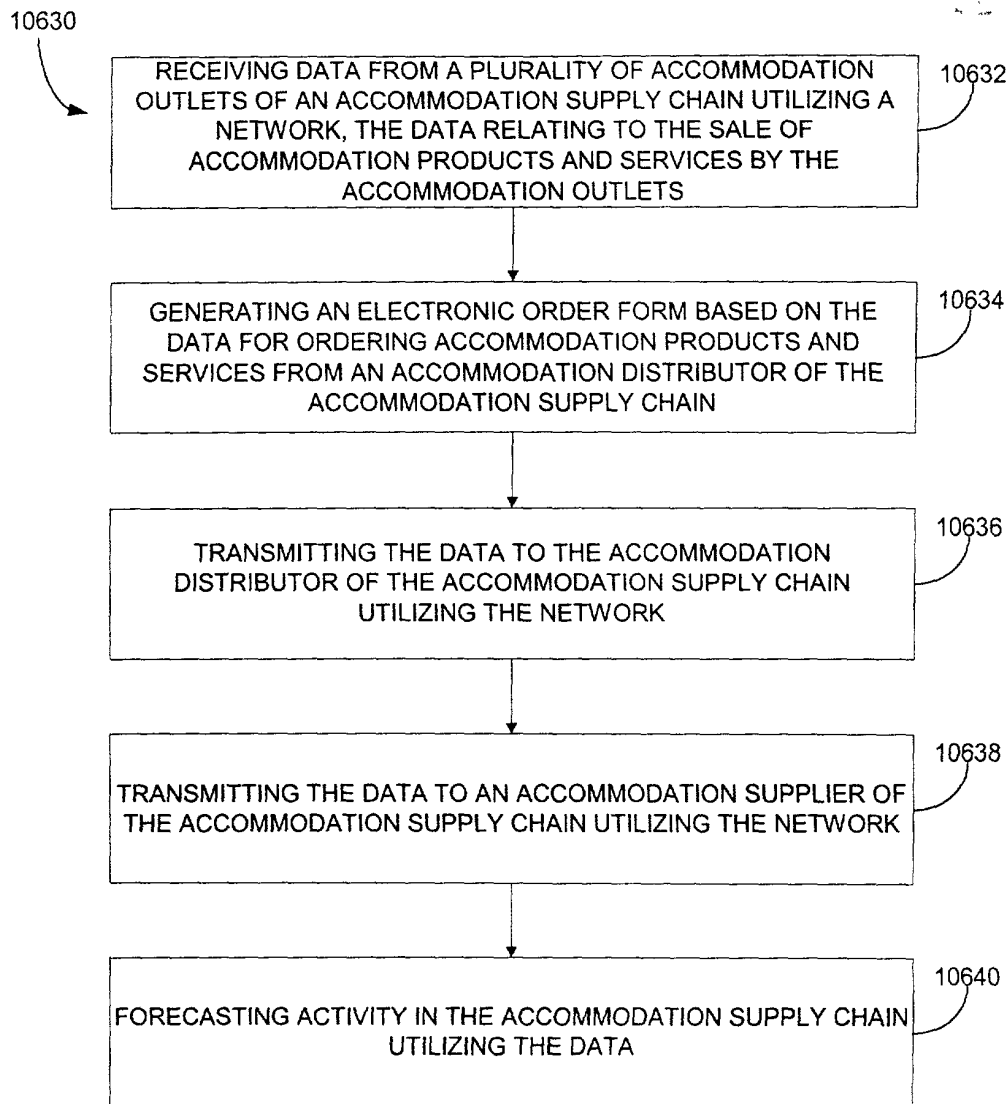 10630
RECEIVING DATA FROM A PLURALITY OF ACCOMMODATION
OUTLETS OF AN ACCOMMODATION SUPPLY CHAIN UTILIZING A
NETWORK, THE DATA RELATING TO THE SALE OF
ACCOMMODATION PRODUCTS AND SERVICES BY THE
ACCOMMODATION OUTLETS
10632
GENERATING AN ELECTRONIC ORDER FORM BASED ON THE
DATA FOR ORDERING ACCOMMODATION PRODUCTS AND
SERVICES FROM AN ACCOMMODATION DISTRIBUTOR OF THE
ACCOMMODATION SUPPLY CHAIN
10634
TRANSMITTING THE DATA TO THE ACCOMMODATION
DISTRIBUTOR OF THE ACCOMMODATION SUPPLY CHAIN
UTILIZING THE NETWORK
10636
TRANSMITTING THE DATA TO AN ACCOMMODATION SUPPLIER OF
THE ACCOMMODATION SUPPLY CHAIN UTILIZING THE NETWORK
10638
FORECASTING ACTIVITY IN THE ACCOMMODATION SUPPLY CHAIN
UTILIZING THE DATA
10640